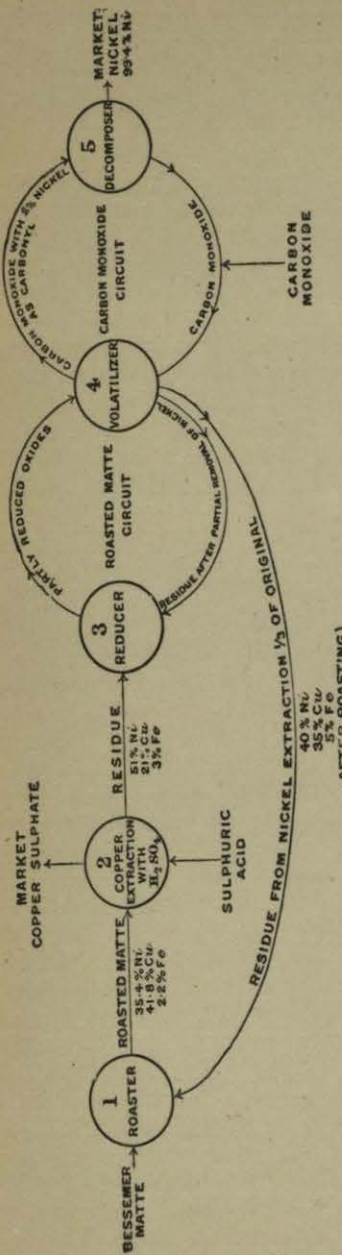 BESSEMER
MATTE
1
ROASTER
ROASTED MATTE
35·4% Ni
41·8% Cu
2·2% Fe
MARKET
COPPER SULPHATE
2
COPPER
EXTRACTION
WITH
H₂SO₄
SULPHURIC
ACID
RESIDUE
51% Ni
21% Cu
3% Fe
3
REDUCER
PARTLY REDUCED OXIDES
ROASTED MATTE
CIRCUIT
RESIDUE AFTER PARTIAL REMOVAL OF NICKEL
4
VOLATILIZER
CARBON MONOXIDE WITH 2% NICKEL
AS CARBONYL
CARBON MONOXIDE
CIRCUIT
CARBON MONOXIDE
5
DECOMPOSER
MARKET
NICKEL
99·4% Ni
CARBON
MONOXIDE
RESIDUE FROM NICKEL EXTRACTION ⅓ OF ORIGINAL
40% Ni
35% Cu
5% Fe
AFTER ROASTING)